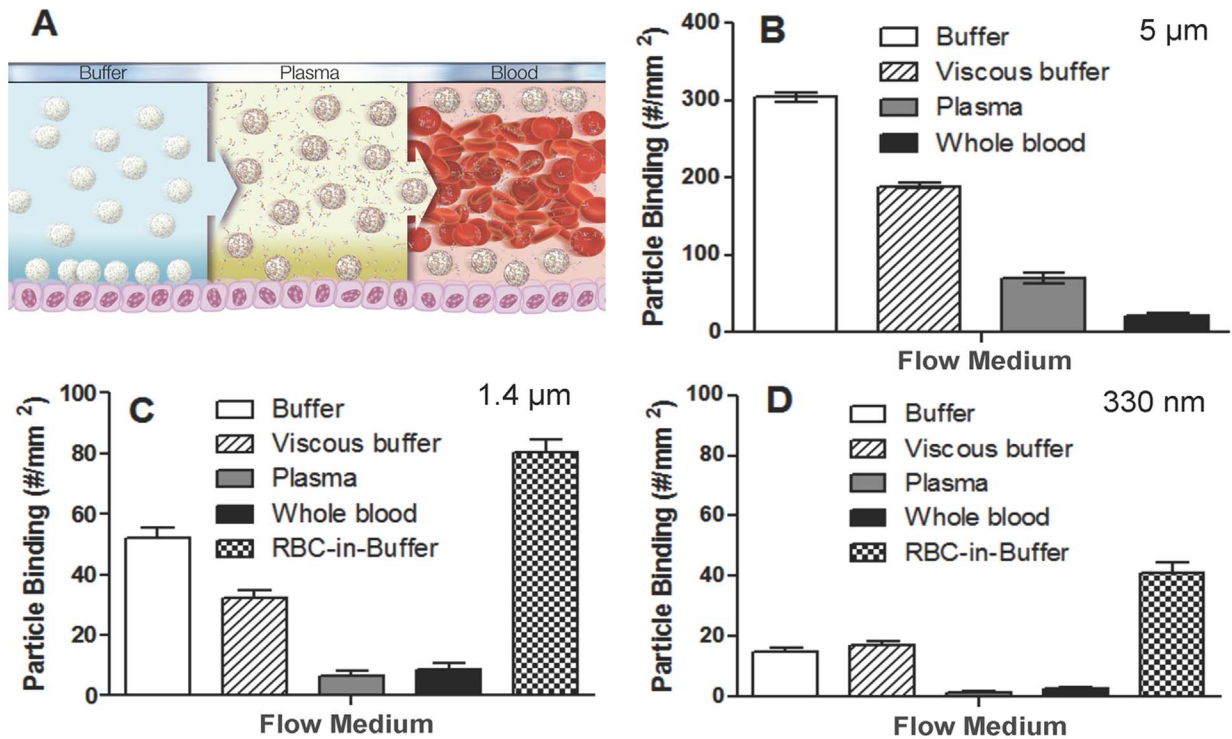 A
Buffer
Plasma
Blood
B
5 µm
Buffer
Viscous buffer
Plasma
Whole blood
Particle Binding (#/mm ²)
400
300
200
100
0
Flow Medium
C
1.4 µm
Buffer
Viscous buffer
Plasma
Whole blood
RBC-in-Buffer
Particle Binding (#/mm ²)
100
80
60
40
20
0
Flow Medium
D
330 nm
Buffer
Viscous buffer
Plasma
Whole blood
RBC-in-Buffer
Particle Binding (#/mm ²)
100
80
60
40
20
0
Flow Medium